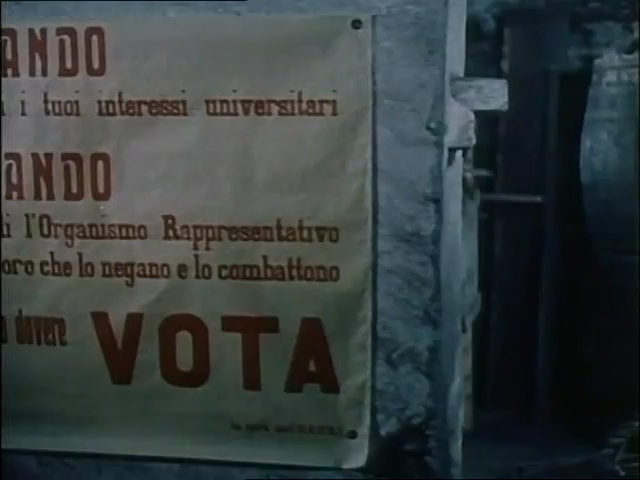 ANDO
i tuoi interessi universitari
ANDO
l'Organismo Rappresentativo
oro che lo negano e lo combattono
dovere VOTA